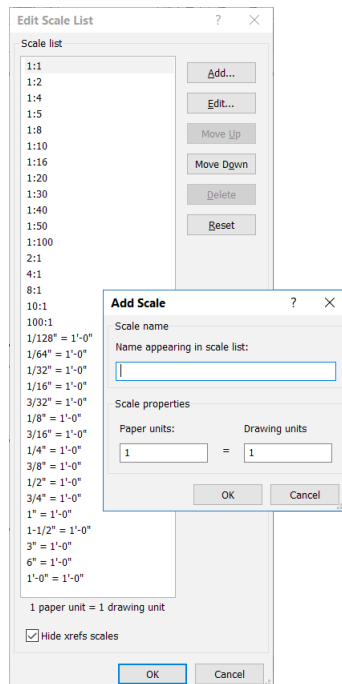 Edit Scale List ? ×
Scale list
1:1
1:2
1:4
1:5
1:8
1:10
1:16
1:20
1:30
1:40
1:50
1:100
2:1
4:1
8:1
10:1
100:1
1/128" = 1'-0"
1/64" = 1'-0"
1/32" = 1'-0"
1/16" = 1'-0"
3/32" = 1'-0"
1/8" = 1'-0"
3/16" = 1'-0"
1/4" = 1'-0"
3/8" = 1'-0"
1/2" = 1'-0"
3/4" = 1'-0"
1" = 1'-0"
1-1/2" = 1'-0"
3" = 1'-0"
6" = 1'-0"
1'-0" = 1'-0"
Add...
Edit...
Move Up
Move Down
Delete
Reset
1 paper unit = 1 drawing unit
Hide xrefs scales
OK Cancel
Add Scale ? ×
Scale name
Name appearing in scale list:
Scale properties
Paper units: Drawing units
1 = 1
OK Cancel